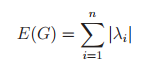 E(G) = \sum_{i=1}^{n} |\lambda_i|